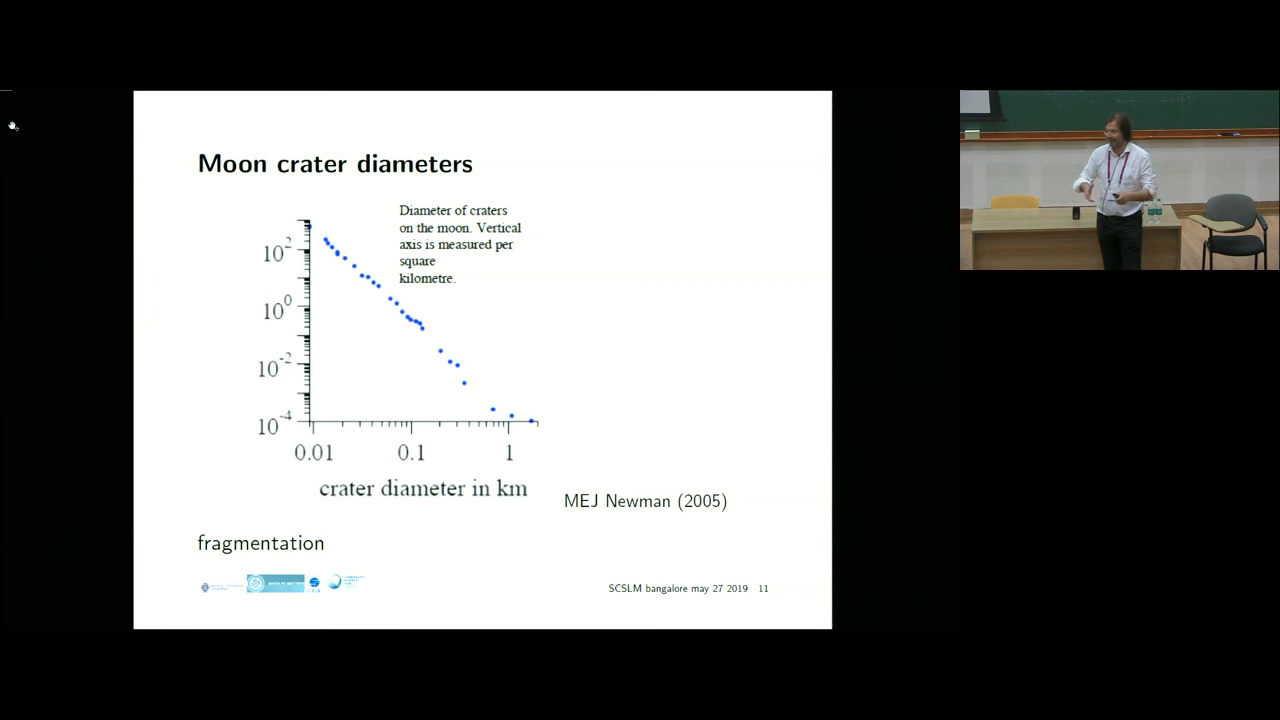 Moon crater diameters
Diameter of craters
on the moon. Vertical
axis is measured per
square
kilometre.
10^2
10^0
10^-2
10^-4
0.01 0.1 1
crater diameter in km
MEJ Newman (2005)
fragmentation
SCSLM bangalore may 27 2019 11